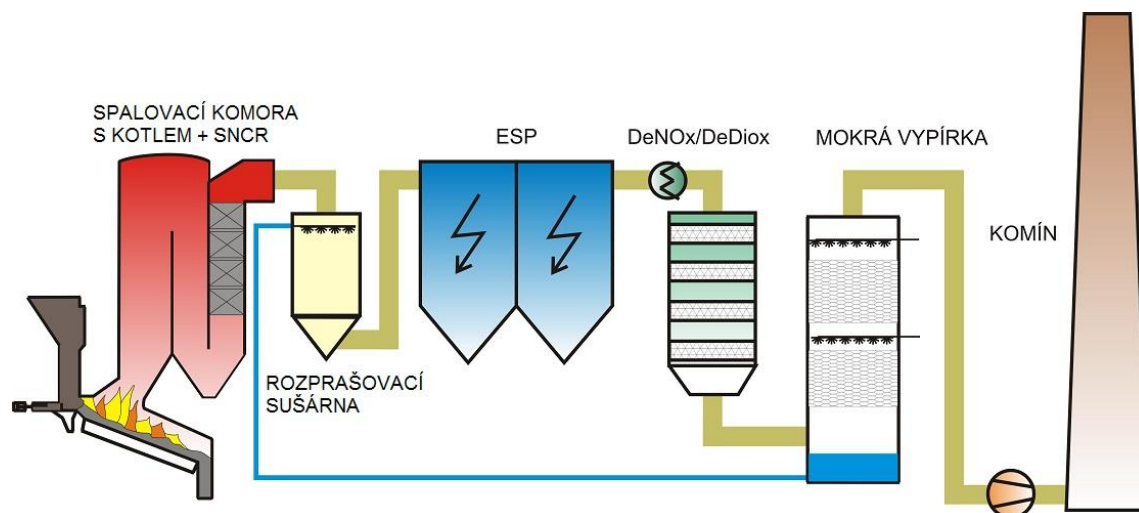 SPALOVACÍ KOMORA
S KOTLEM + SNCR
ESP
DeNOx/DeDiox
MOKRÁ VYPÍRKA
KOMÍN
ROZPRAŠOVACÍ
SUŠÁRNA